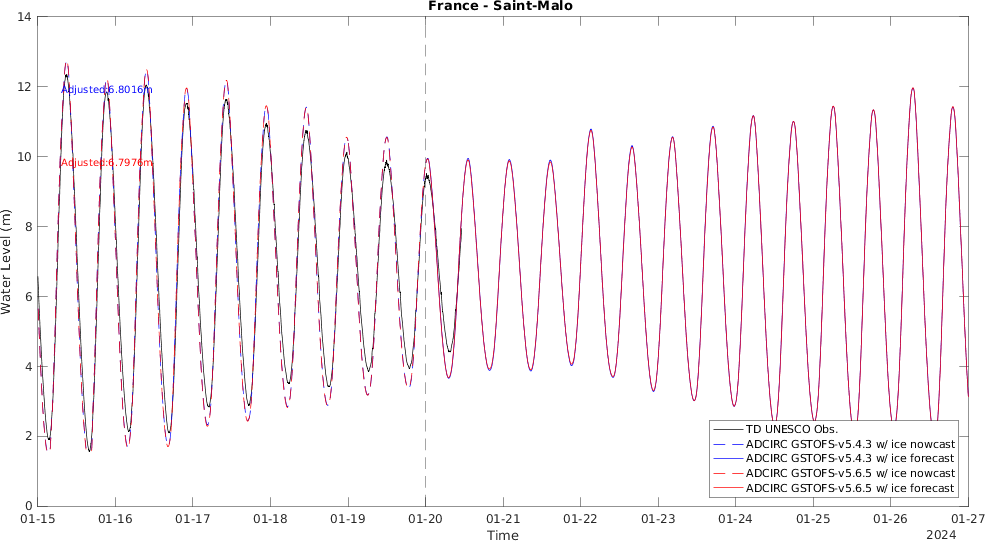 France - Saint-Malo
14
12
10
8
6
4
2
0
Water Level (m)
Adjusted:6.8016m
Adjusted:6.7976m
TD UNESCO Obs.
ADCIRC GSTOFS-v5.4.3 w/ ice nowcast
ADCIRC GSTOFS-v5.4.3 w/ ice forecast
ADCIRC GSTOFS-v5.6.5 w/ ice nowcast
ADCIRC GSTOFS-v5.6.5 w/ ice forecast
01-15 01-16 01-17 01-18 01-19 01-20 01-21 01-22 01-23 01-24 01-25 01-26 01-27
Time
2024